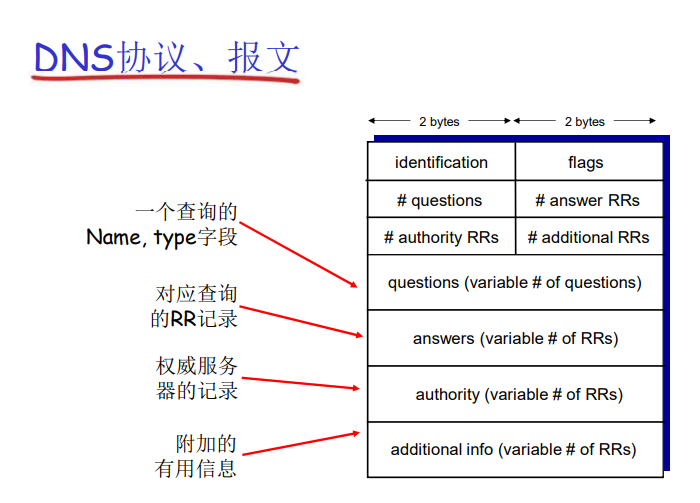 DNS协议、报文
2 bytes 2 bytes
identification flags
# questions # answer RRs
# authority RRs # additional RRs
一个查询的
Name, type字段
questions (variable # of questions)
对应查询
的RR记录
answers (variable # of RRs)
权威服务
器的记录
authority (variable # of RRs)
附加的
有用信息
additional info (variable # of RRs)